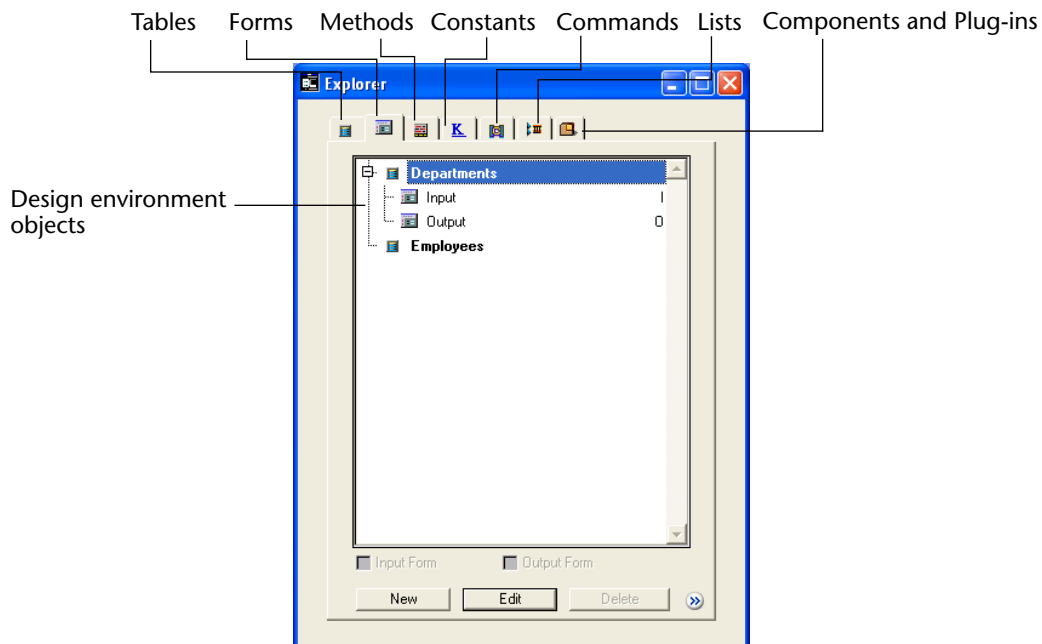 Tables Forms Methods Constants Commands Lists Components and Plug-ins
Explorer
K
Departments
Input I
Output O
Employees
Design environment
objects
Input Form Output Form
New Edit Delete